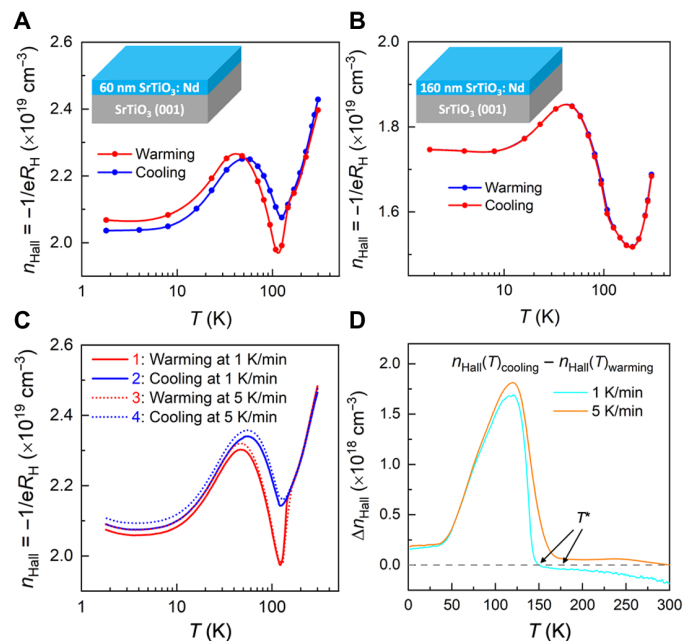 A
2.6
2.4
2.2
2.0
n_Hall = −1/eR_H (×10^19 cm^−3)
60 nm SrTiO₃: Nd
SrTiO₃ (001)
Warming
Cooling
1 10 100
T (K)
B
2.0
1.8
1.6
1.4
n_Hall = −1/eR_H (×10^19 cm^−3)
160 nm SrTiO₃: Nd
SrTiO₃ (001)
Warming
Cooling
10 100
T (K)
C
2.6
2.4
2.2
2.0
n_Hall = −1/eR_H (×10^19 cm^−3)
1: Warming at 1 K/min
2: Cooling at 1 K/min
3: Warming at 5 K/min
4: Cooling at 5 K/min
1 10 100
T (K)
D
2.0
1.5
1.0
0.5
0.0
Δn_Hall (×10^18 cm^−3)
n_Hall(T)_cooling − n_Hall(T)_warming
1 K/min
5 K/min
T*
0 50 100 150 200 250 300
T (K)